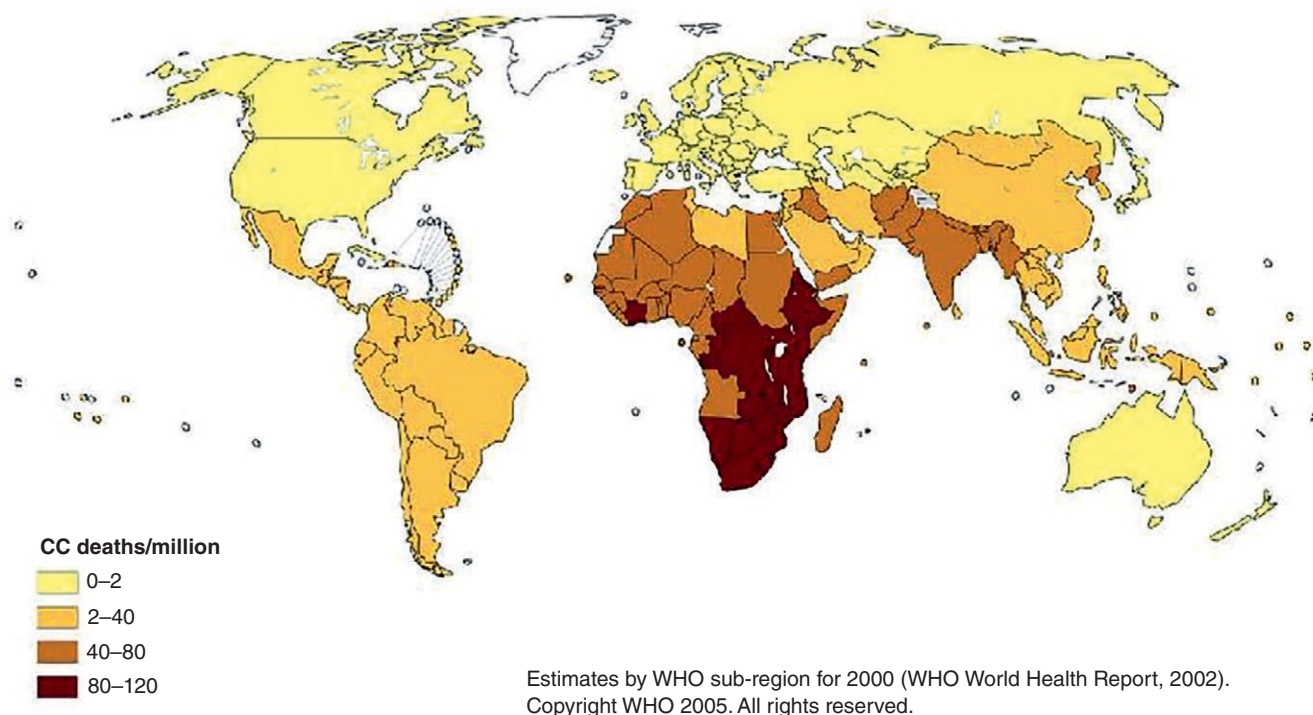 CC deaths/million
0–2
2–40
40–80
80–120
Estimates by WHO sub-region for 2000 (WHO World Health Report, 2002).
Copyright WHO 2005. All rights reserved.